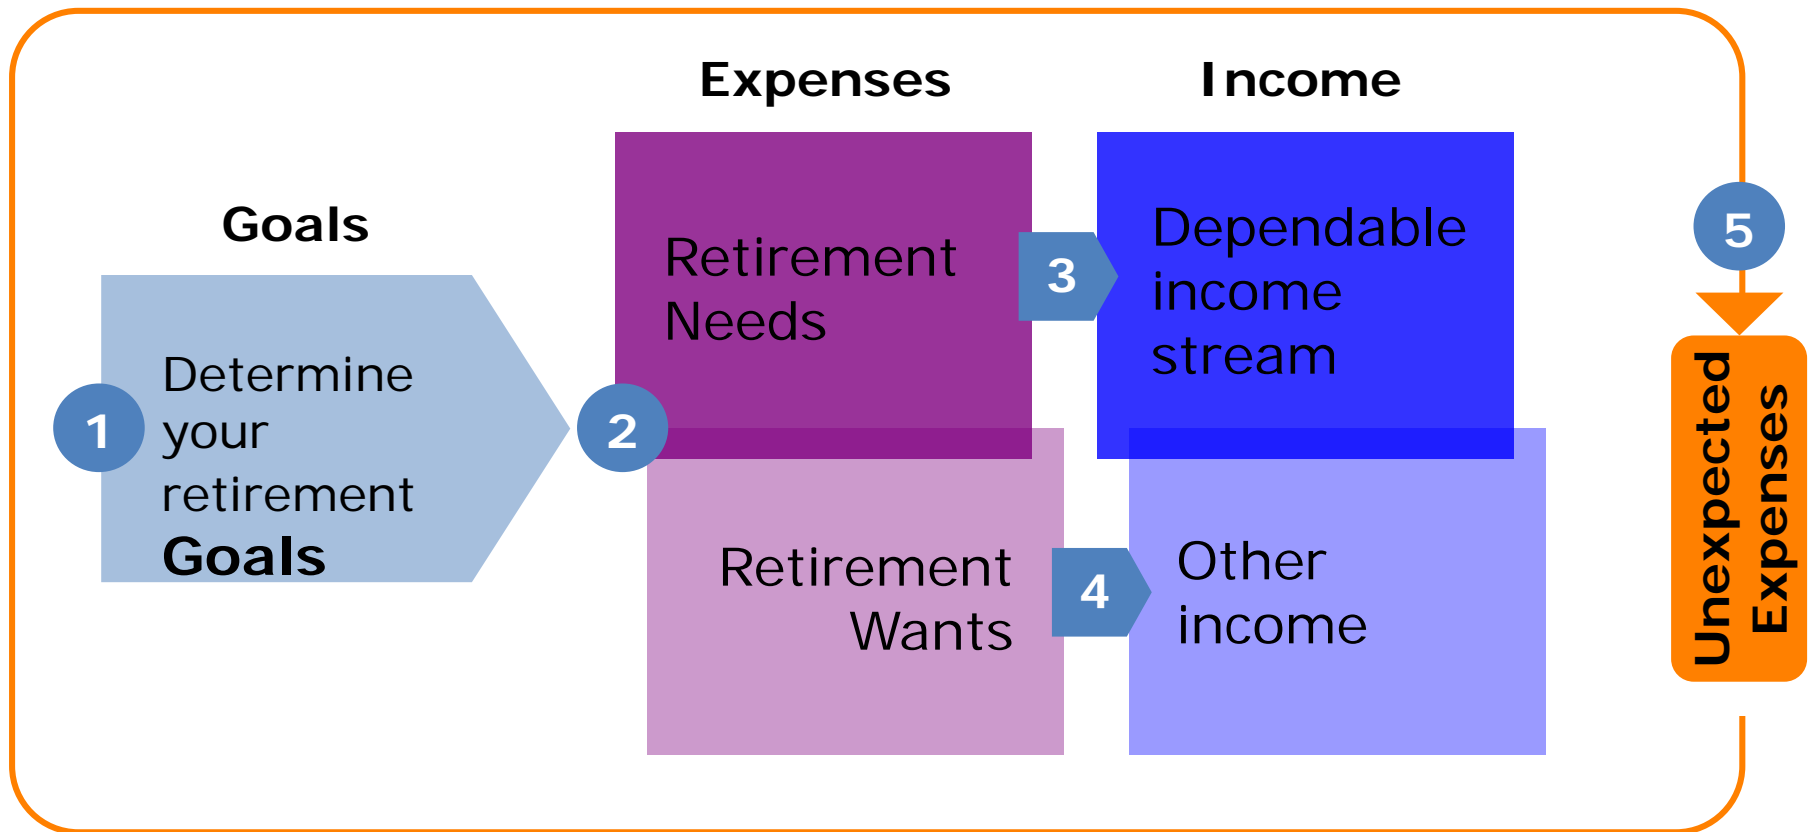 Goals
1
Determine
your
retirement
Goals
2
Expenses
Retirement
Needs
Retirement
Wants
3
4
Income
Dependable
income
stream
Other
income
5
Unexpected
Expenses